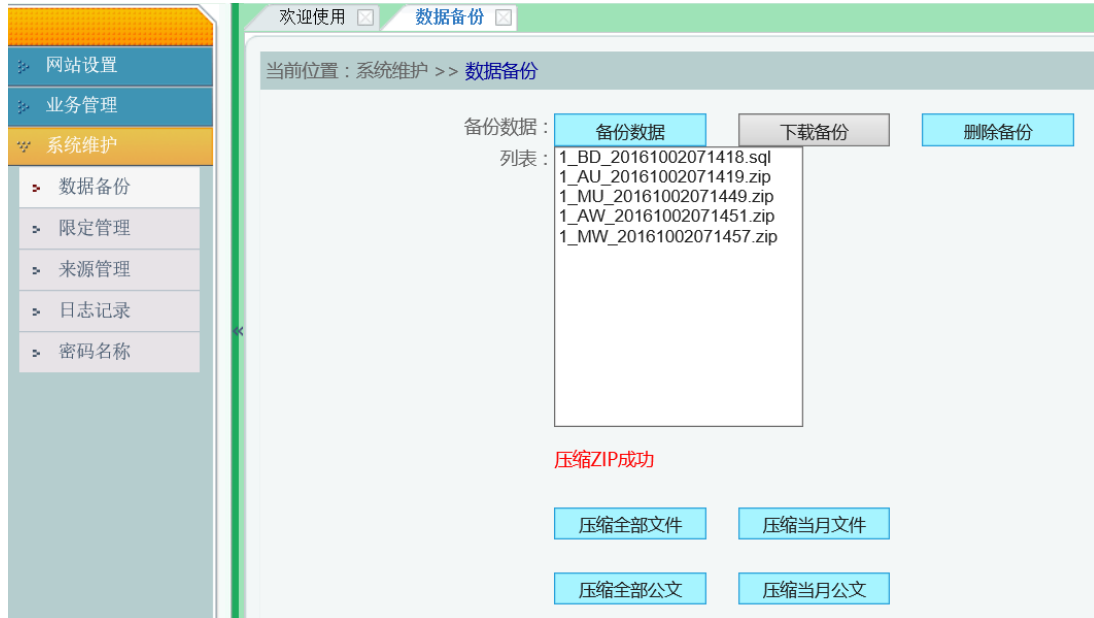 欢迎使用 数据备份
网站设置
业务管理
系统维护
数据备份
限定管理
来源管理
日志记录
密码名称
当前位置：系统维护 >> 数据备份
备份数据： 备份数据 下载备份 删除备份
列表：
1_BD_20161002071418.sql
1_AU_20161002071419.zip
1_MU_20161002071449.zip
1_AW_20161002071451.zip
1_MW_20161002071457.zip
压缩ZIP成功
压缩全部文件 压缩当月文件
压缩全部公文 压缩当月公文